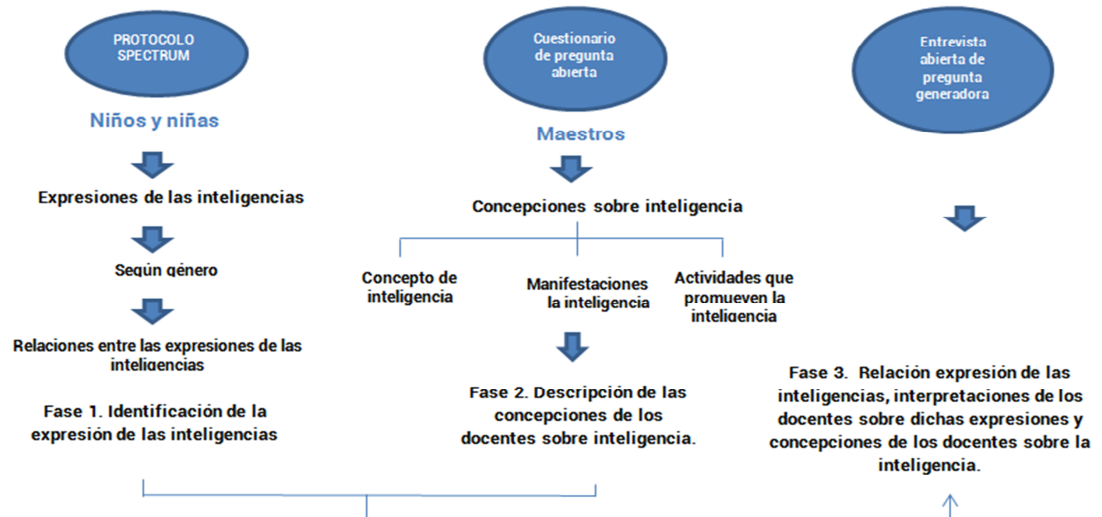 PROTOCOLO
SPECTRUM
Niños y niñas
Expresiones de las inteligencias
Según género
Relaciones entre las expresiones de las
inteligencias
Fase 1. Identificación de la
expresión de las inteligencias
Cuestionario
de pregunta
abierta
Maestros
Concepciones sobre inteligencia
Concepto de
inteligencia
Manifestaciones
la inteligencia
Actividades que
promueven la
inteligencia
Fase 2. Descripción de las
concepciones de los
docentes sobre inteligencia.
Entrevista
abierta de
pregunta
generadora
Fase 3. Relación expresión de las
inteligencias, interpretaciones de los
docentes sobre dichas expresiones y
concepciones de los docentes sobre la
inteligencia.